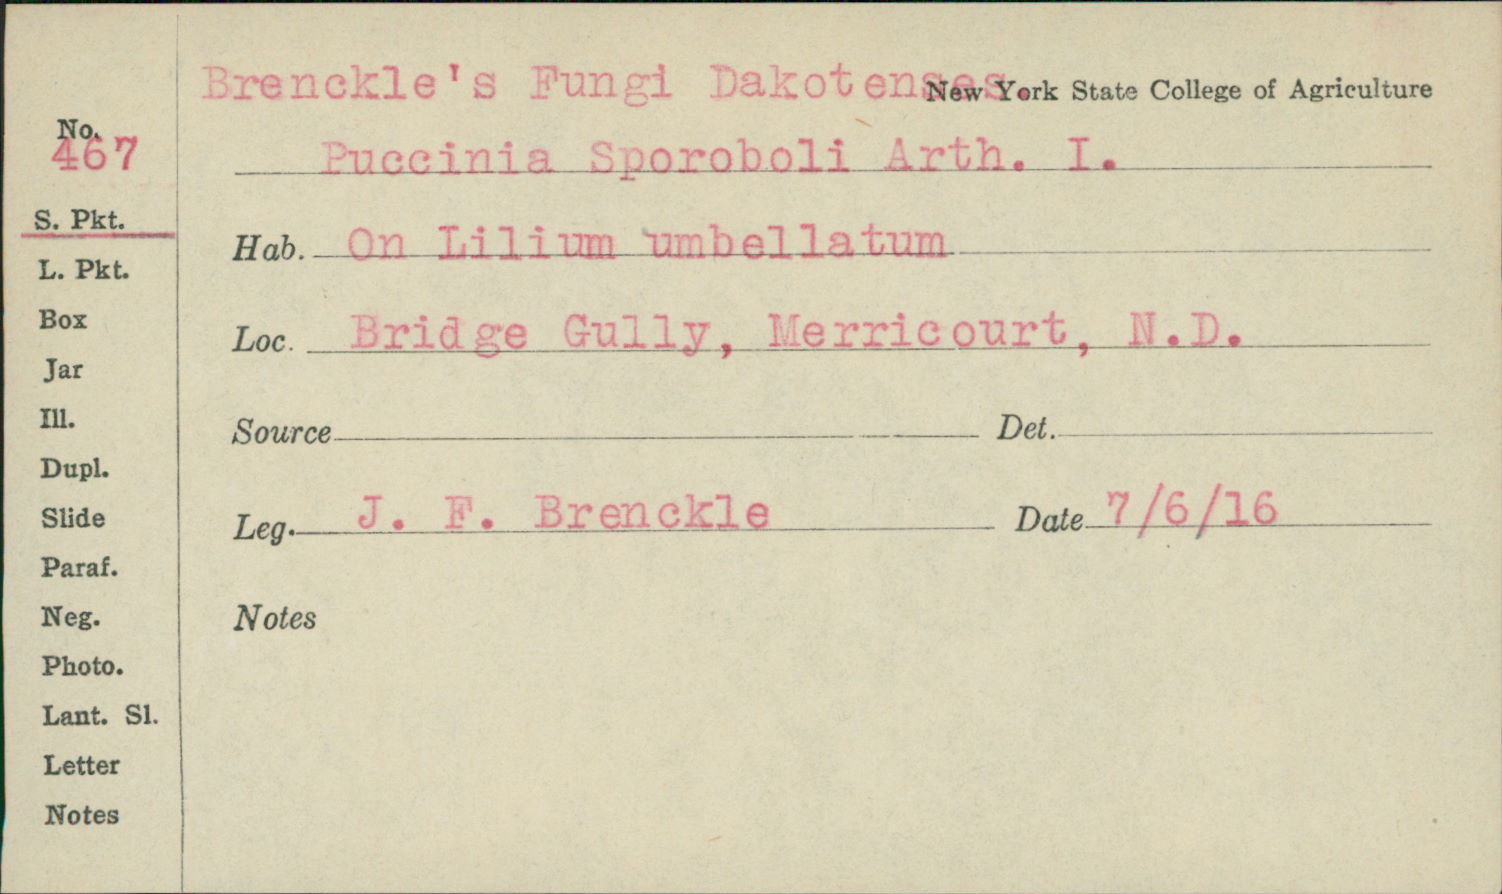 Brenckle's Fungi Dakotenses.
New York State College of Agriculture
No.
467
Puccinia Sporoboli Arth. I.
S. Pkt.
Hab. On Lilium umbellatum
L. Pkt.
Box
Loc. Bridge Gully, Merricourt, N.D.
Jar
Ill.
Source Det.
Dupl.
Slide
Leg. J. F. Brenckle Date 7/6/16
Paraf.
Neg.
Notes
Photo.
Lant. Sl.
Letter
Notes